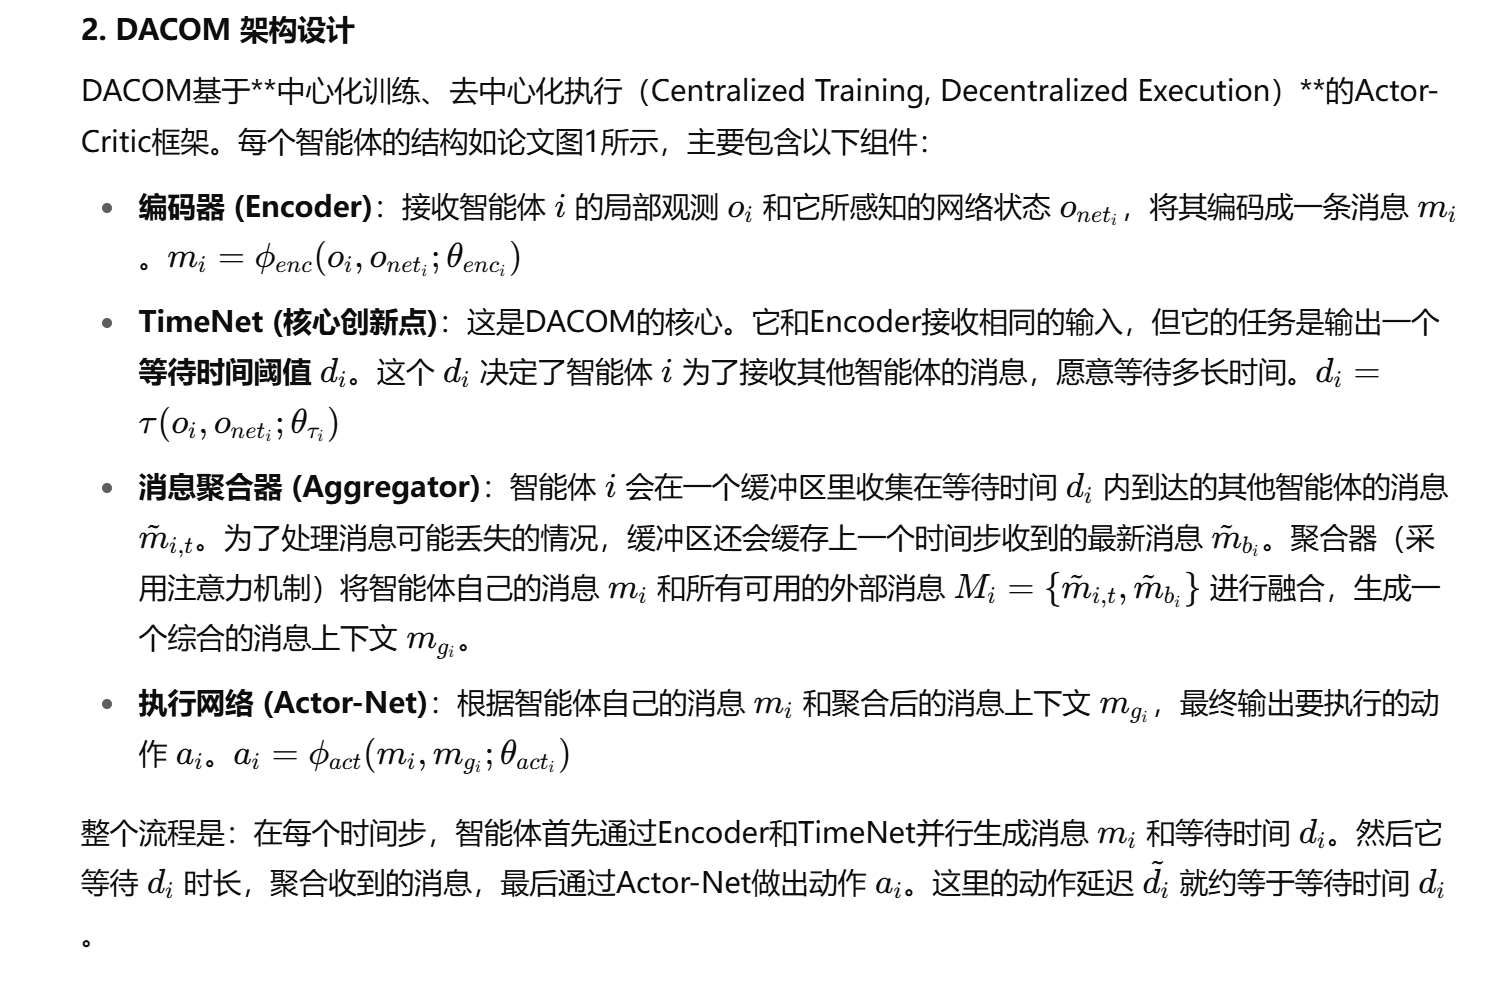 2. DACOM 架构设计
DACOM基于**中心化训练、去中心化执行（Centralized Training, Decentralized Execution）**的Actor-
Critic框架。每个智能体的结构如论文图1所示，主要包含以下组件：
• 编码器 (Encoder)：接收智能体 $i$ 的局部观测 $o_i$ 和它所感知的网络状态 $o_{net_i}$，将其编码成一条消息 $m_i$
。$m_i = \phi_{enc}(o_i, o_{net_i}; \theta_{enc_i})$
• TimeNet (核心创新点)：这是DACOM的核心。它和Encoder接收相同的输入，但它的任务是输出一个
等待时间阈值 $d_i$。这个 $d_i$ 决定了智能体 $i$ 为了接收其他智能体的消息，愿意等待多长时间。$d_i =$
$\tau(o_i, o_{net_i}; \theta_{\tau_i})$
• 消息聚合器 (Aggregator)：智能体 $i$ 会在一个缓冲区里收集在等待时间 $d_i$ 内到达的其他智能体的消息
$\tilde{m}_{i,t}$。为了处理消息可能丢失的情况，缓冲区还会缓存上一个时间步收到的最新消息 $\tilde{m}_{b_i}$。聚合器（采
用注意力机制）将智能体自己的消息 $m_i$ 和所有可用的外部消息 $M_i = \{\tilde{m}_{i,t}, \tilde{m}_{b_i}\}$ 进行融合，生成一
个综合的消息上下文 $m_{g_i}$。
• 执行网络 (Actor-Net)：根据智能体自己的消息 $m_i$ 和聚合后的消息上下文 $m_{g_i}$，最终输出要执行的动
作 $a_i$。$a_i = \phi_{act}(m_i, m_{g_i}; \theta_{act_i})$
整个流程是：在每个时间步，智能体首先通过Encoder和TimeNet并行生成消息 $m_i$ 和等待时间 $d_i$。然后它
等待 $d_i$ 时长，聚合收到的消息，最后通过Actor-Net做出动作 $a_i$。这里的动作延迟 $\tilde{d}_i$ 就约等于等待时间 $d_i$
。